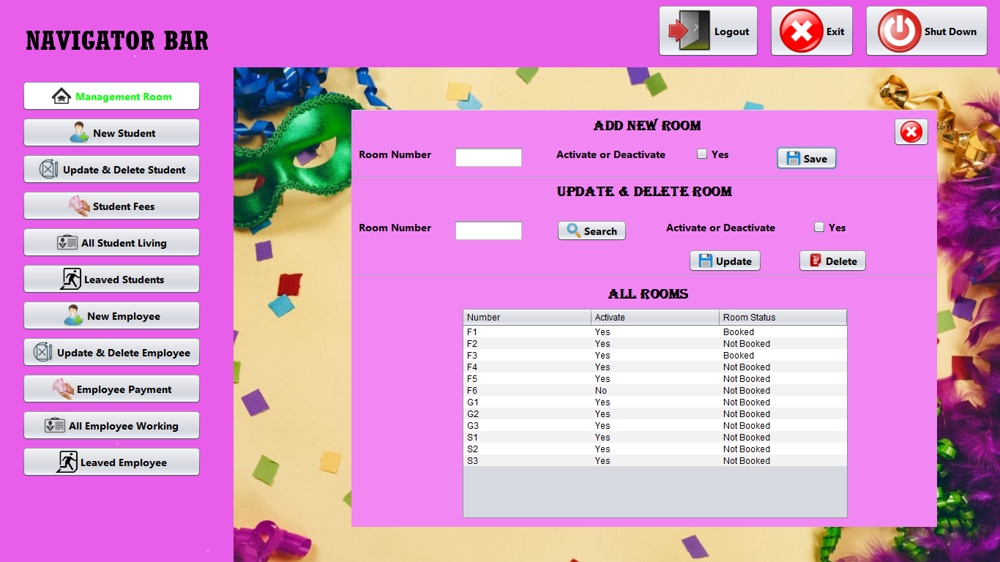 NAVIGATOR BAR
Logout
Exit
Shut Down
Management Room
New Student
Update & Delete Student
Student Fees
All Student Living
Leaved Students
New Employee
Update & Delete Employee
Employee Payment
All Employee Working
Leaved Employee
ADD NEW ROOM
Room Number Activate or Deactivate Yes Save
UPDATE & DELETE ROOM
Room Number Search Activate or Deactivate Yes
Update Delete
ALL ROOMS
Number Activate Room Status
F1 Yes Booked
F2 Yes Not Booked
F3 Yes Booked
F4 Yes Not Booked
F5 Yes Not Booked
F6 No Not Booked
G1 Yes Not Booked
G2 Yes Not Booked
G3 Yes Not Booked
S1 Yes Not Booked
S2 Yes Not Booked
S3 Yes Not Booked